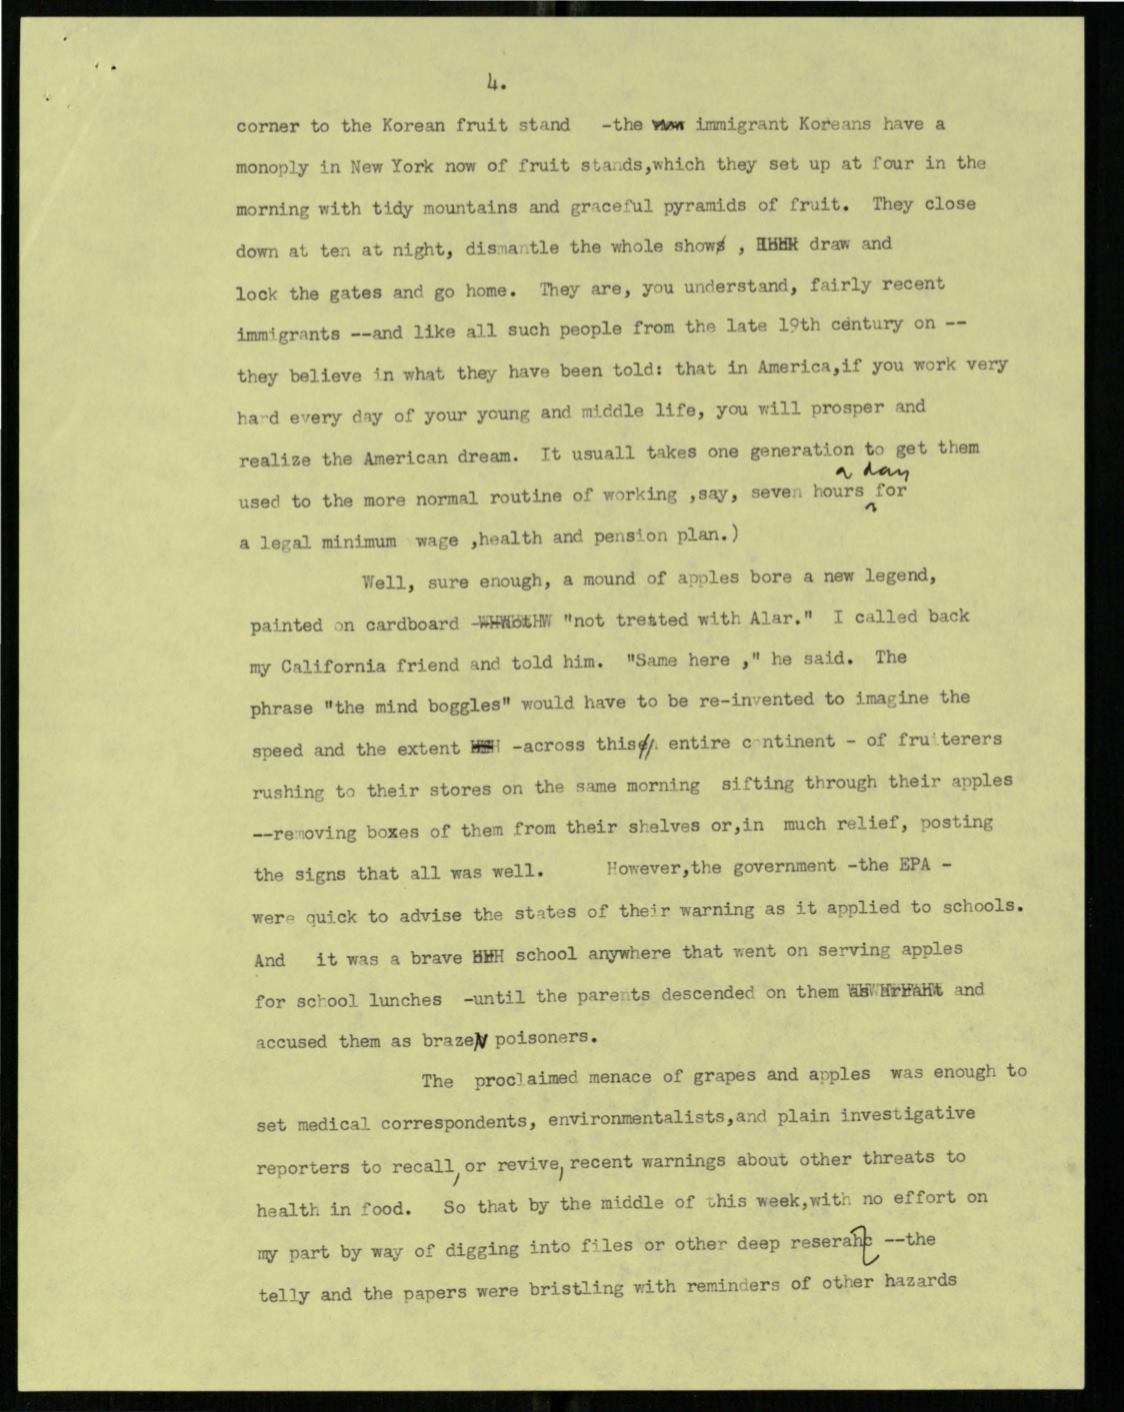 4.
corner to the Korean fruit stand -the immigrant Koreans have a
monoply in New York now of fruit stands,which they set up at four in the
morning with tidy mountains and graceful pyramids of fruit. They close
down at ten at night, dismantle the whole show , draw and
lock the gates and go home. They are, you understand, fairly recent
immigrants --and like all such people from the late 19th century on --
they believe in what they have been told: that in America,if you work very
hard every day of your young and middle life, you will prosper and
realize the American dream. It usuall takes one generation to get them
used to the more normal routine of working ,say, seven hours a day for
a legal minimum wage ,health and pension plan.)
Well, sure enough, a mound of apples bore a new legend,
painted on cardboard - "not treated with Alar." I called back
my California friend and told him. "Same here ," he said. The
phrase "the mind boggles" would have to be re-invented to imagine the
speed and the extent -across this entire continent - of fruiterers
rushing to their stores on the same morning sifting through their apples
--removing boxes of them from their shelves or,in much relief, posting
the signs that all was well. However,the government -the EPA -
were quick to advise the states of their warning as it applied to schools.
And it was a brave school anywhere that went on serving apples
for school lunches -until the parents descended on them and
accused them as brazen poisoners.
The proclaimed menace of grapes and apples was enough to
set medical correspondents, environmentalists,and plain investigative
reporters to recall, or revive, recent warnings about other threats to
health in food. So that by the middle of this week,with no effort on
my part by way of digging into files or other deep reserahc --the
telly and the papers were bristling with reminders of other hazards